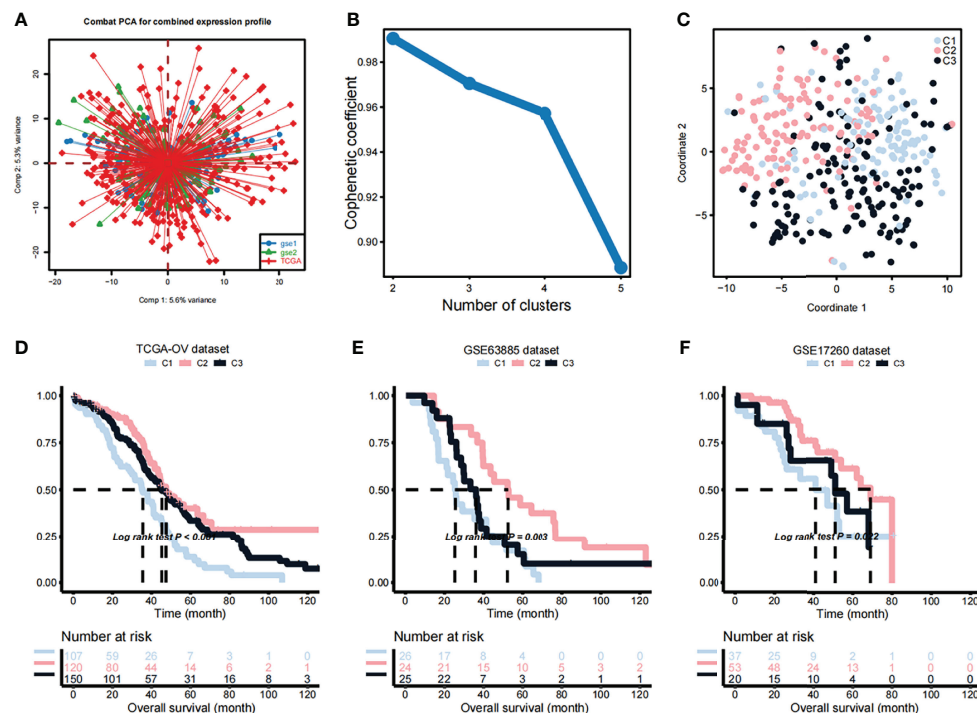 A
Combat PCA for combined expression profile
20
10
0
-10
-20
Comp 2: 5.3% variance
gse1
gse2
TCGA
-20 -10 0 10 20
Comp 1: 5.6% variance
B
0.98
0.96
0.94
0.92
0.90
Cophenetic coefficient
2 3 4 5
Number of clusters
C
C1
C2
C3
5
0
-5
Coordinate 2
-10 -5 0 5 10
Coordinate 1
D
TCGA-OV dataset
C1 C2 C3
1.00
0.75
0.50
0.25
0.00
Log rank test P < 0.001
0 20 40 60 80 100 120
Time (month)
Number at risk
107 59 26 7 3 1 0
120 80 44 14 6 2 1
150 101 57 31 16 8 3
0 20 40 60 80 100 120
Overall survival (month)
E
GSE63885 dataset
C1 C2 C3
1.00
0.75
0.50
0.25
0.00
Log rank test P = 0.003
0 20 40 60 80 100 120
Time (month)
Number at risk
26 17 8 4 0 0 0
24 21 15 10 5 3 2
25 22 7 3 2 1 1
0 20 40 60 80 100 120
Overall survival (month)
F
GSE17260 dataset
C1 C2 C3
1.00
0.75
0.50
0.25
0.00
Log rank test P = 0.022
0 20 40 60 80 100 120
Time (month)
Number at risk
37 25 9 2 1 0 0
53 48 24 13 1 0 0
20 15 10 4 0 0 0
0 20 40 60 80 100 120
Overall survival (month)